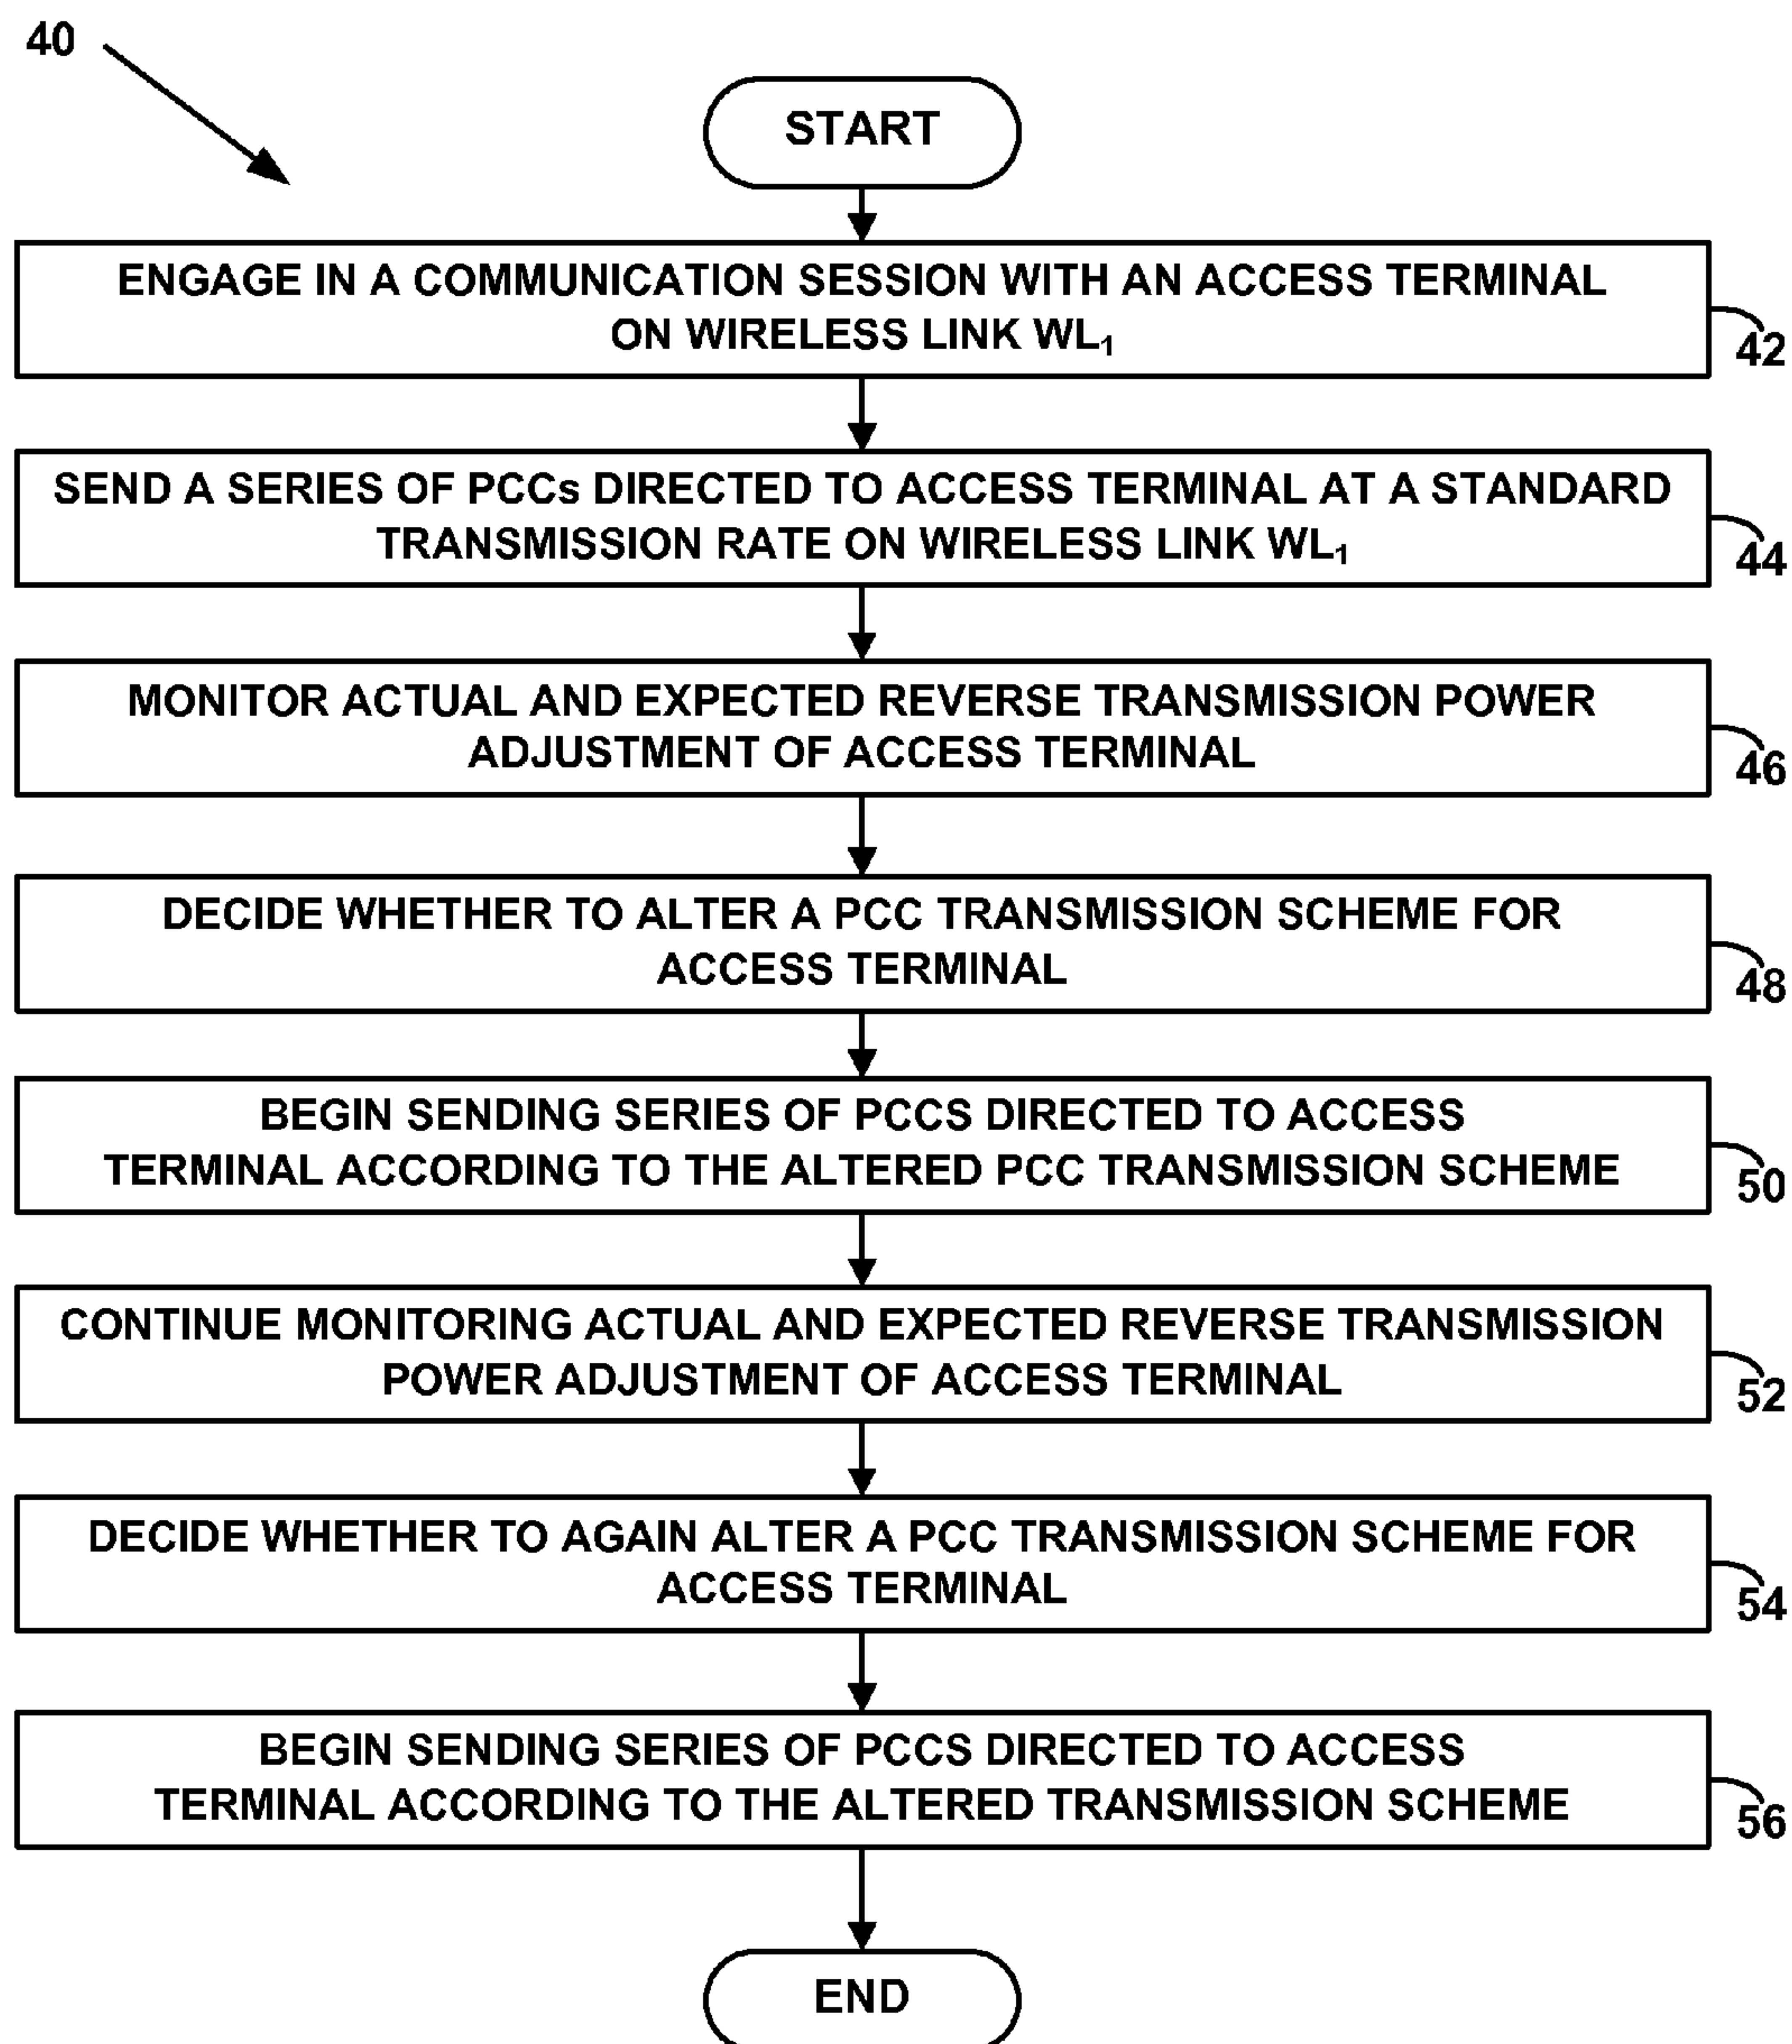 40
START
ENGAGE IN A COMMUNICATION SESSION WITH AN ACCESS TERMINAL
ON WIRELESS LINK WL₁
42
SEND A SERIES OF PCCs DIRECTED TO ACCESS TERMINAL AT A STANDARD
TRANSMISSION RATE ON WIRELESS LINK WL₁
44
MONITOR ACTUAL AND EXPECTED REVERSE TRANSMISSION POWER
ADJUSTMENT OF ACCESS TERMINAL
46
DECIDE WHETHER TO ALTER A PCC TRANSMISSION SCHEME FOR
ACCESS TERMINAL
48
BEGIN SENDING SERIES OF PCCS DIRECTED TO ACCESS
TERMINAL ACCORDING TO THE ALTERED PCC TRANSMISSION SCHEME
50
CONTINUE MONITORING ACTUAL AND EXPECTED REVERSE TRANSMISSION
POWER ADJUSTMENT OF ACCESS TERMINAL
52
DECIDE WHETHER TO AGAIN ALTER A PCC TRANSMISSION SCHEME FOR
ACCESS TERMINAL
54
BEGIN SENDING SERIES OF PCCS DIRECTED TO ACCESS
TERMINAL ACCORDING TO THE ALTERED TRANSMISSION SCHEME
56
END